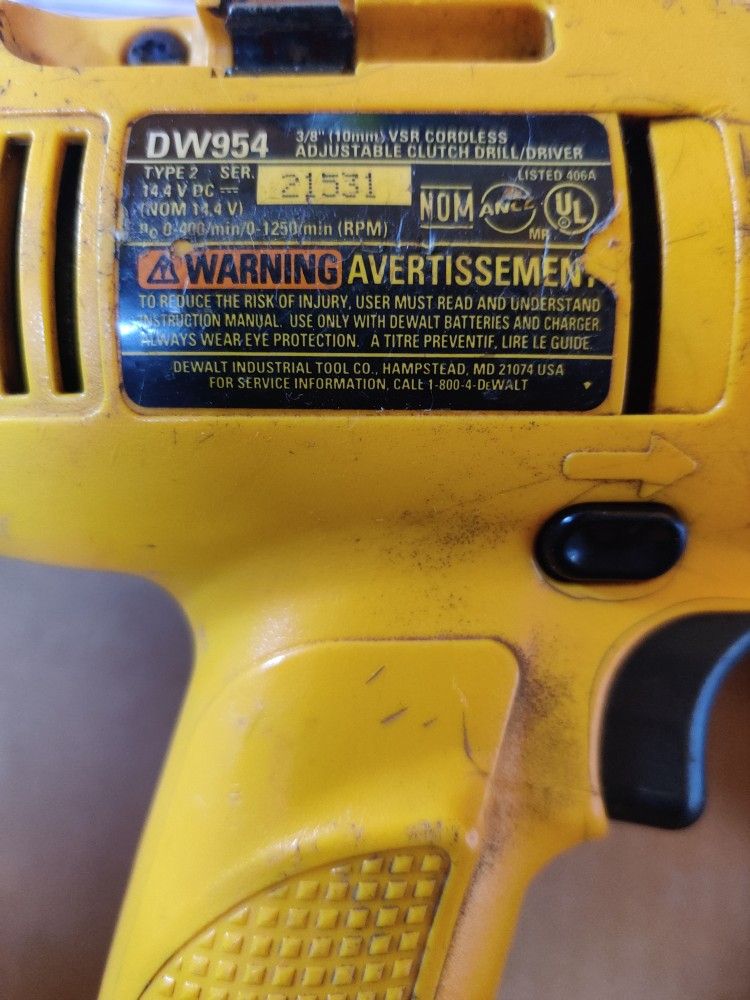 DW954 3/8" (10mm) VSR CORDLESS
ADJUSTABLE CLUTCH DRILL/DRIVER
TYPE 2 SER. 21531 LISTED 406A
14.4 V DC ⎓
(NOM 14.4 V) NOM ANCE UL
n₀ 0-400/min/0-1250/min (RPM) MR
WARNING AVERTISSEMENT
TO REDUCE THE RISK OF INJURY, USER MUST READ AND UNDERSTAND
INSTRUCTION MANUAL. USE ONLY WITH DEWALT BATTERIES AND CHARGER.
ALWAYS WEAR EYE PROTECTION. A TITRE PREVENTIF, LIRE LE GUIDE.
DEWALT INDUSTRIAL TOOL CO., HAMPSTEAD, MD 21074 USA
FOR SERVICE INFORMATION, CALL 1-800-4-DEWALT